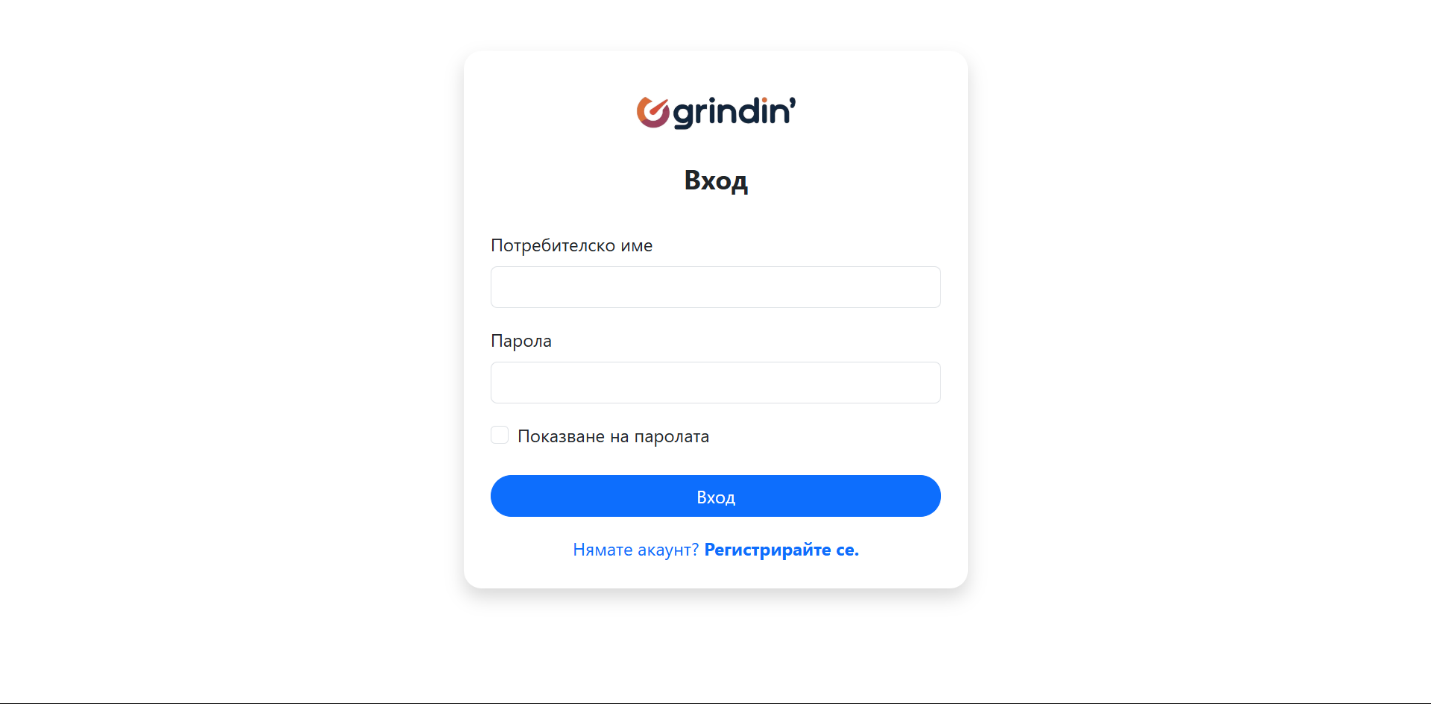 grindin'
Вход
Потребителско име
Парола
Показване на паролата
Вход
Нямате акаунт? Регистрирайте се.